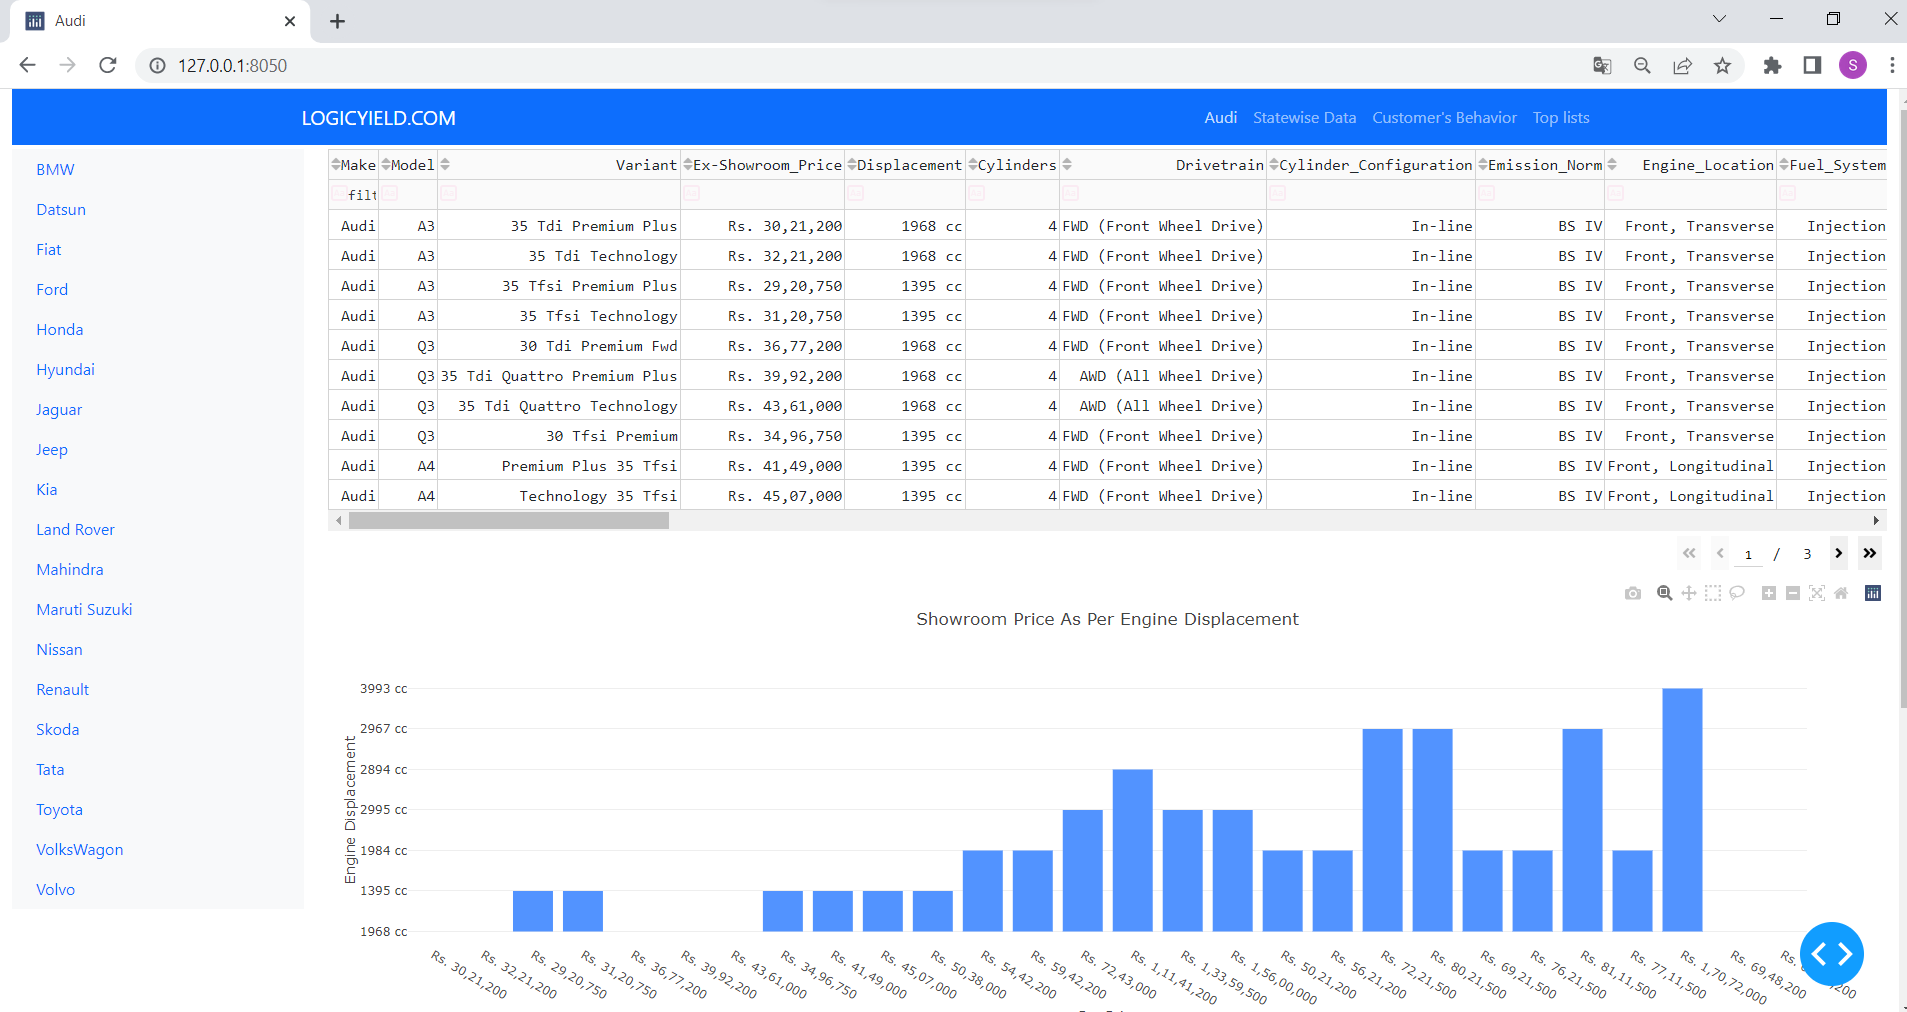 Audi
127.0.0.1:8050
S
LOGICYIELD.COM
Audi Statewise Data Customer's Behavior Top lists
BMW
Datsun
Fiat
Ford
Honda
Hyundai
Jaguar
Jeep
Kia
Land Rover
Mahindra
Maruti Suzuki
Nissan
Renault
Skoda
Tata
Toyota
VolksWagon
Volvo
Make Model Variant Ex-Showroom_Price Displacement Cylinders Drivetrain Cylinder_Configuration Emission_Norm Engine_Location Fuel_System
filt
Audi A3 35 Tdi Premium Plus Rs. 30,21,200 1968 cc 4 FWD (Front Wheel Drive) In-line BS IV Front, Transverse Injection
Audi A3 35 Tdi Technology Rs. 32,21,200 1968 cc 4 FWD (Front Wheel Drive) In-line BS IV Front, Transverse Injection
Audi A3 35 Tfsi Premium Plus Rs. 29,20,750 1395 cc 4 FWD (Front Wheel Drive) In-line BS IV Front, Transverse Injection
Audi A3 35 Tfsi Technology Rs. 31,20,750 1395 cc 4 FWD (Front Wheel Drive) In-line BS IV Front, Transverse Injection
Audi Q3 30 Tdi Premium Fwd Rs. 36,77,200 1968 cc 4 FWD (Front Wheel Drive) In-line BS IV Front, Transverse Injection
Audi Q3 35 Tdi Quattro Premium Plus Rs. 39,92,200 1968 cc 4 AWD (All Wheel Drive) In-line BS IV Front, Transverse Injection
Audi Q3 35 Tdi Quattro Technology Rs. 43,61,000 1968 cc 4 AWD (All Wheel Drive) In-line BS IV Front, Transverse Injection
Audi Q3 30 Tfsi Premium Rs. 34,96,750 1395 cc 4 FWD (Front Wheel Drive) In-line BS IV Front, Transverse Injection
Audi A4 Premium Plus 35 Tfsi Rs. 41,49,000 1395 cc 4 FWD (Front Wheel Drive) In-line BS IV Front, Longitudinal Injection
Audi A4 Technology 35 Tfsi Rs. 45,07,000 1395 cc 4 FWD (Front Wheel Drive) In-line BS IV Front, Longitudinal Injection
1 / 3
Showroom Price As Per Engine Displacement
Engine Displacement
3993 cc
2967 cc
2894 cc
2995 cc
1984 cc
1395 cc
1968 cc
Rs. 30,21,200
Rs. 32,21,200
Rs. 29,20,750
Rs. 31,20,750
Rs. 36,77,200
Rs. 39,92,200
Rs. 43,61,000
Rs. 34,96,750
Rs. 41,49,000
Rs. 45,07,000
Rs. 50,38,000
Rs. 54,42,200
Rs. 59,42,200
Rs. 72,43,000
Rs. 1,11,41,200
Rs. 1,33,59,500
Rs. 1,56,00,000
Rs. 50,21,200
Rs. 56,21,200
Rs. 72,21,500
Rs. 80,21,500
Rs. 69,21,500
Rs. 76,21,500
Rs. 81,11,500
Rs. 77,11,500
Rs. 1,70,72,000
Rs. 69,48,200